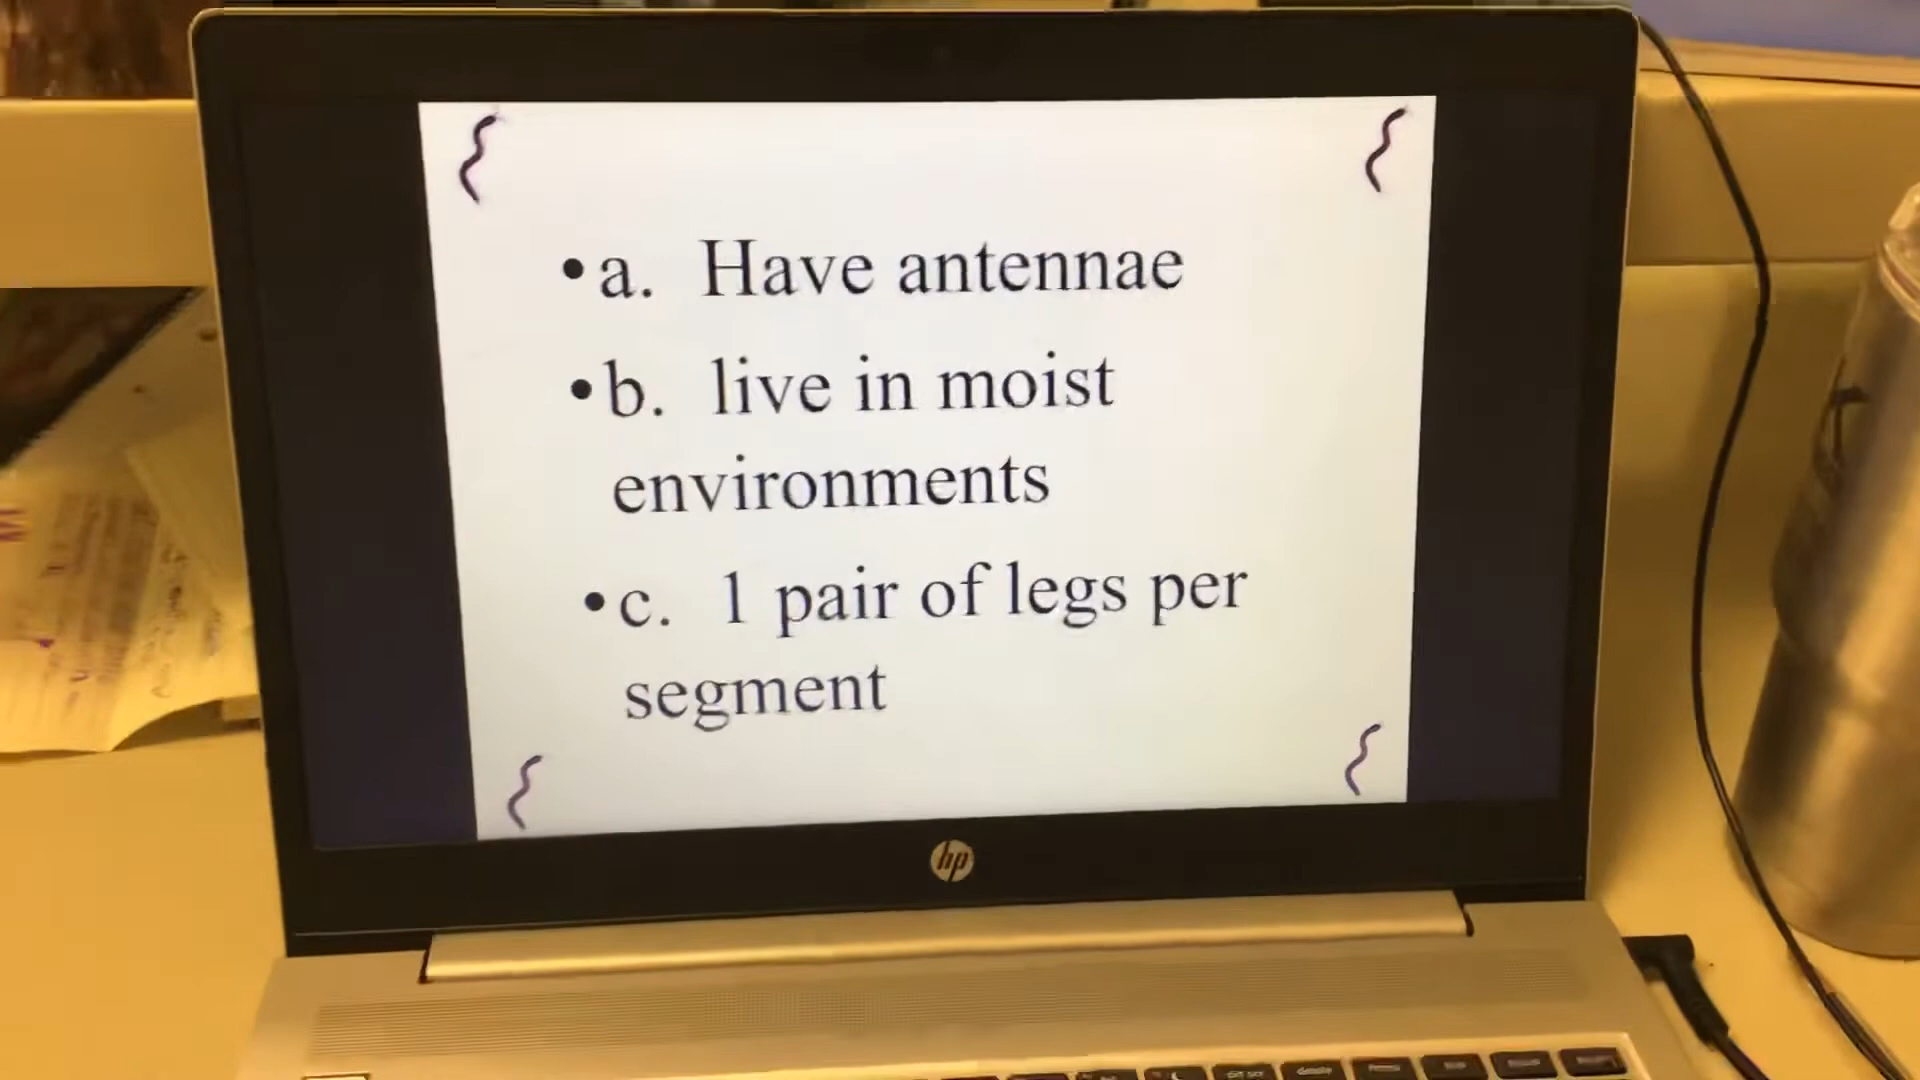 • a. Have antennae
• b. live in moist
environments
• c. 1 pair of legs per
segment
hp